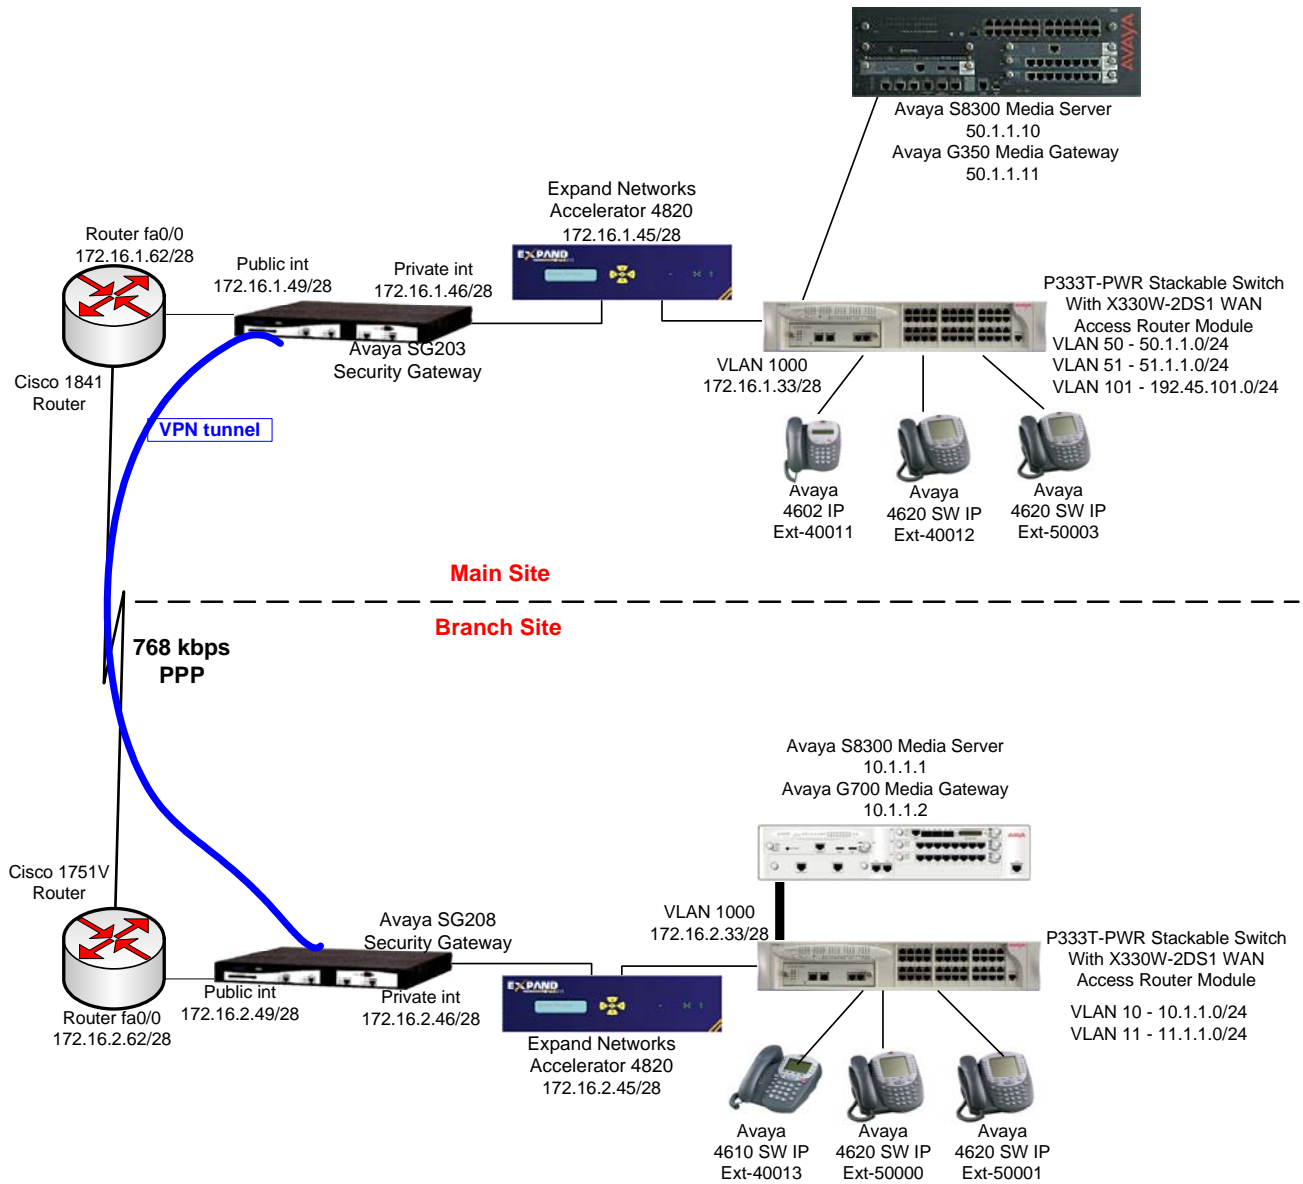 AVAYA
Avaya S8300 Media Server
50.1.1.10
Avaya G350 Media Gateway
50.1.1.11
Expand Networks
Accelerator 4820
172.16.1.45/28
EXPAND
Router fa0/0
172.16.1.62/28
Public int
172.16.1.49/28
Private int
172.16.1.46/28
Avaya SG203
Security Gateway
Cisco 1841
Router
P333T-PWR Stackable Switch
With X330W-2DS1 WAN
Access Router Module
VLAN 50 - 50.1.1.0/24
VLAN 51 - 51.1.1.0/24
VLAN 101 - 192.45.101.0/24
VLAN 1000
172.16.1.33/28
VPN tunnel
Avaya
4602 IP
Ext-40011
Avaya
4620 SW IP
Ext-40012
Avaya
4620 SW IP
Ext-50003
Main Site
Branch Site
768 kbps
PPP
Avaya S8300 Media Server
10.1.1.1
Avaya G700 Media Gateway
10.1.1.2
AVAYA
Cisco 1751V
Router
Router fa0/0
172.16.2.62/28
Avaya SG208
Security Gateway
Public int
172.16.2.49/28
Private int
172.16.2.46/28
EXPAND
Expand Networks
Accelerator 4820
172.16.2.45/28
VLAN 1000
172.16.2.33/28
P333T-PWR Stackable Switch
With X330W-2DS1 WAN
Access Router Module
VLAN 10 - 10.1.1.0/24
VLAN 11 - 11.1.1.0/24
Avaya
4610 SW IP
Ext-40013
Avaya
4620 SW IP
Ext-50000
Avaya
4620 SW IP
Ext-50001